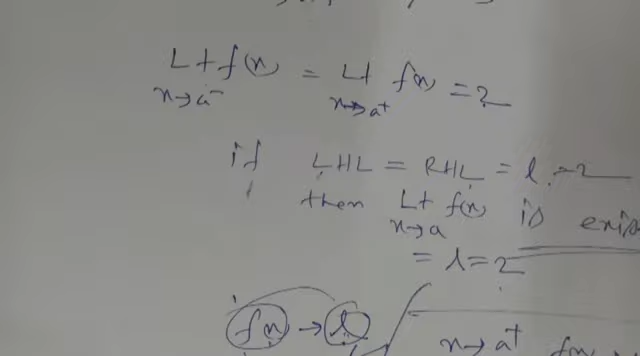 Lt f(x) = Lt f(x) = 2
x→a⁻ x→a⁺
if LHL = RHL = l = 2
then Lt f(x) is exis
x→a
= l = 2
f(x) → l
x→a⁺ f(x)